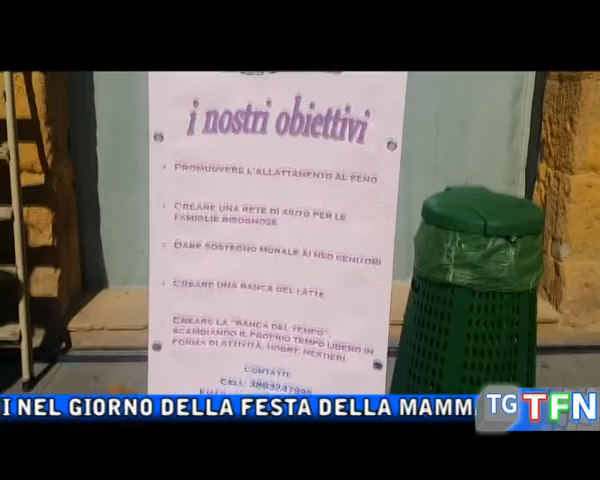 i nostri obiettivi
• PROMUOVERE L'ALLATTAMENTO AL SENO
• CREARE UNA RETE DI AIUTO PER LE
FAMIGLIE BISOGNOSE
• DARE SOSTEGNO MORALE AI NEO GENITORI
• CREARE UNA BANCA DEL LATTE
• CREARE LA "BANCA DEL TEMPO"
SCAMBIANDO IL PROPRIO TEMPO LIBERO IN
FORMA DI ATTIVITÀ, HOBBY, MESTIERI.
CONTATTI
CELL.
I NEL GIORNO DELLA FESTA DELLA MAMM
TG TFN